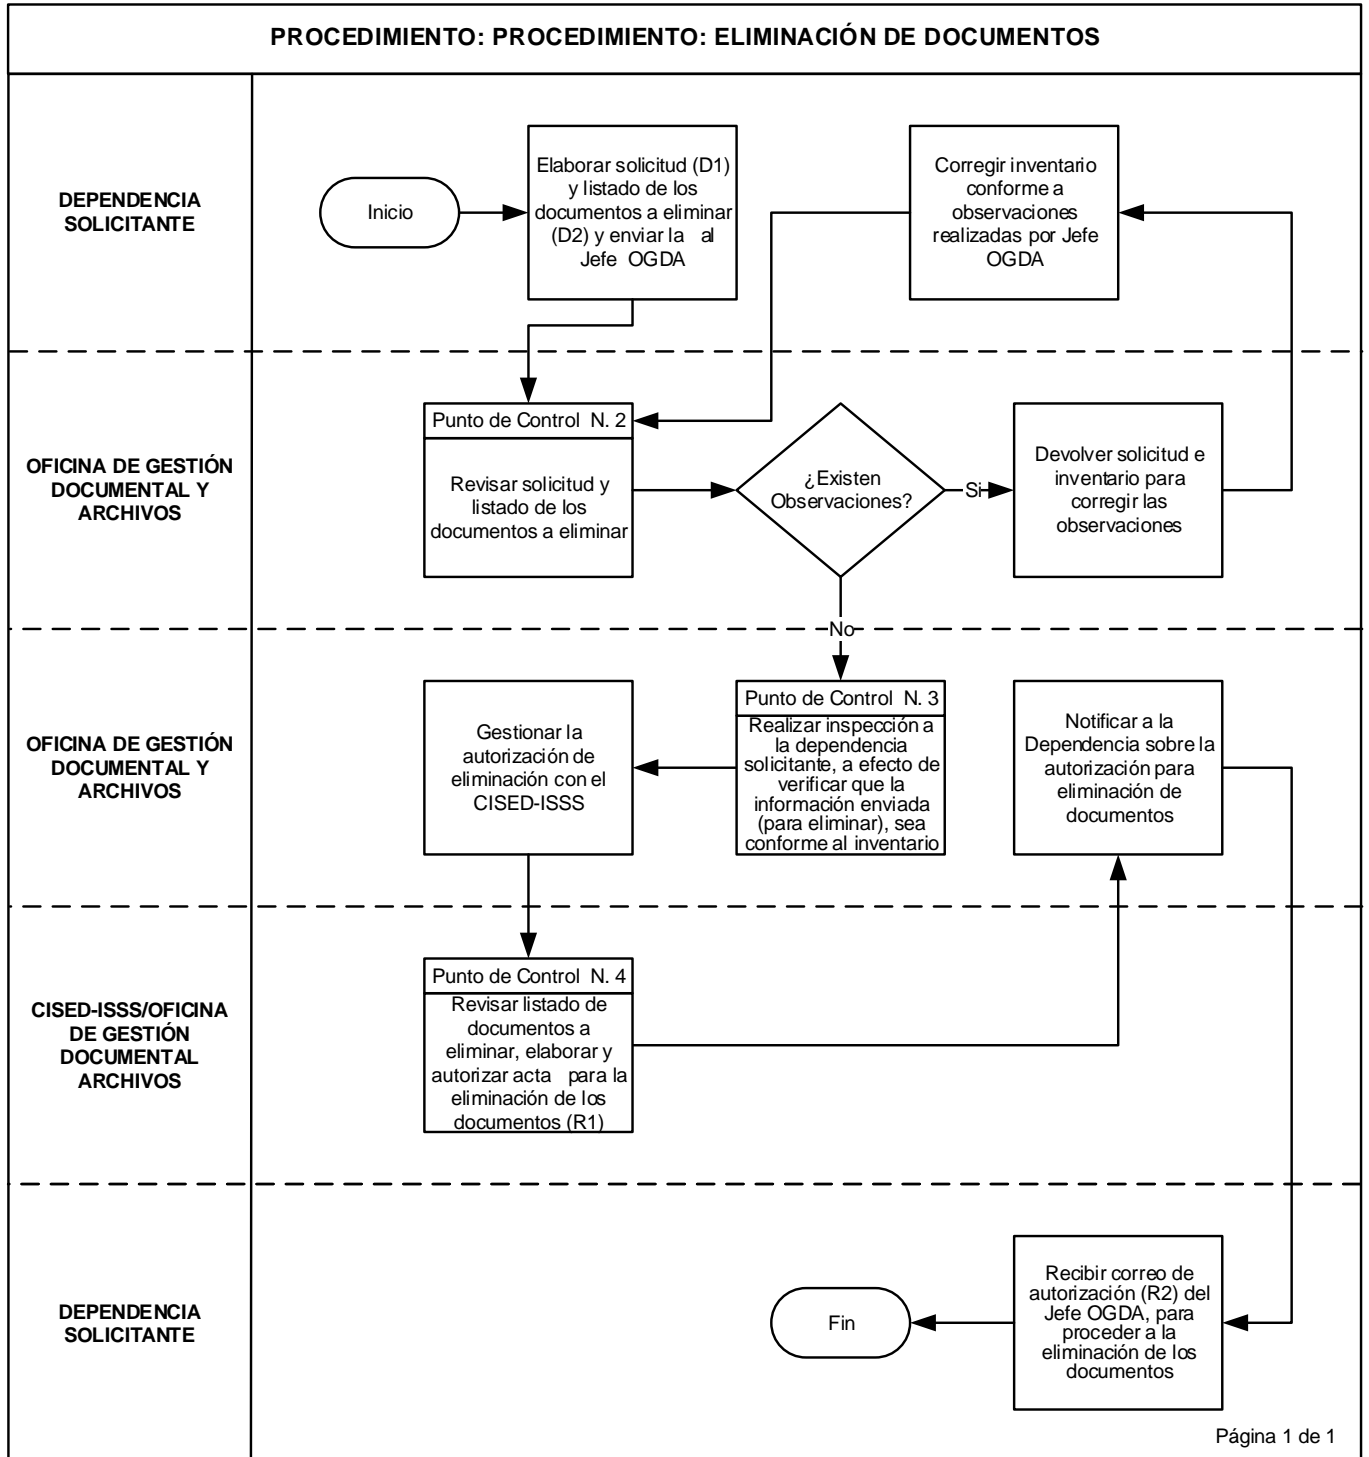 PROCEDIMIENTO: PROCEDIMIENTO: ELIMINACIÓN DE DOCUMENTOS
DEPENDENCIA
SOLICITANTE
Inicio
Elaborar solicitud (D1)
y listado de los
documentos a eliminar
(D2) y enviar la al
Jefe OGDA
Corregir inventario
conforme a
observaciones
realizadas por Jefe
OGDA
OFICINA DE GESTIÓN
DOCUMENTAL Y
ARCHIVOS
Punto de Control N. 2
Revisar solicitud y
listado de los
documentos a eliminar
¿Existen
Observaciones?
Si
Devolver solicitud e
inventario para
corregir las
observaciones
No
OFICINA DE GESTIÓN
DOCUMENTAL Y
ARCHIVOS
Gestionar la
autorización de
eliminación con el
CISED-ISSS
Punto de Control N. 3
Realizar inspección a
la dependencia
solicitante, a efecto de
verificar que la
información enviada
(para eliminar), sea
conforme al inventario
Notificar a la
Dependencia sobre la
autorización para
eliminación de
documentos
CISED-ISSS/OFICINA
DE GESTIÓN
DOCUMENTAL
ARCHIVOS
Punto de Control N. 4
Revisar listado de
documentos a
eliminar, elaborar y
autorizar acta para la
eliminación de los
documentos (R1)
DEPENDENCIA
SOLICITANTE
Fin
Recibir correo de
autorización (R2) del
Jefe OGDA, para
proceder a la
eliminación de los
documentos
Página 1 de 1